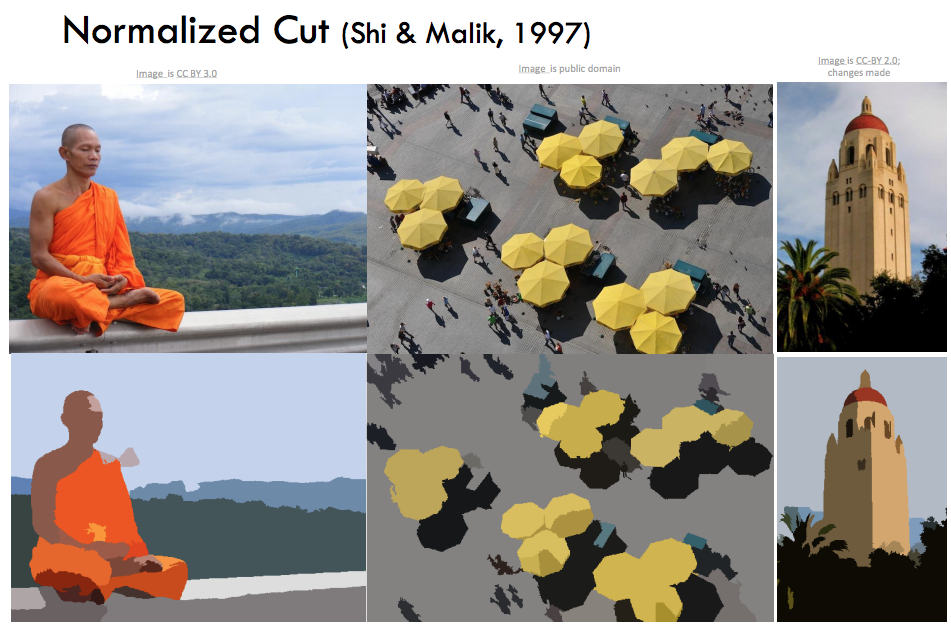 Normalized Cut (Shi & Malik, 1997)
Image is CC BY 3.0
Image is public domain
Image is CC-BY 2.0;
changes made